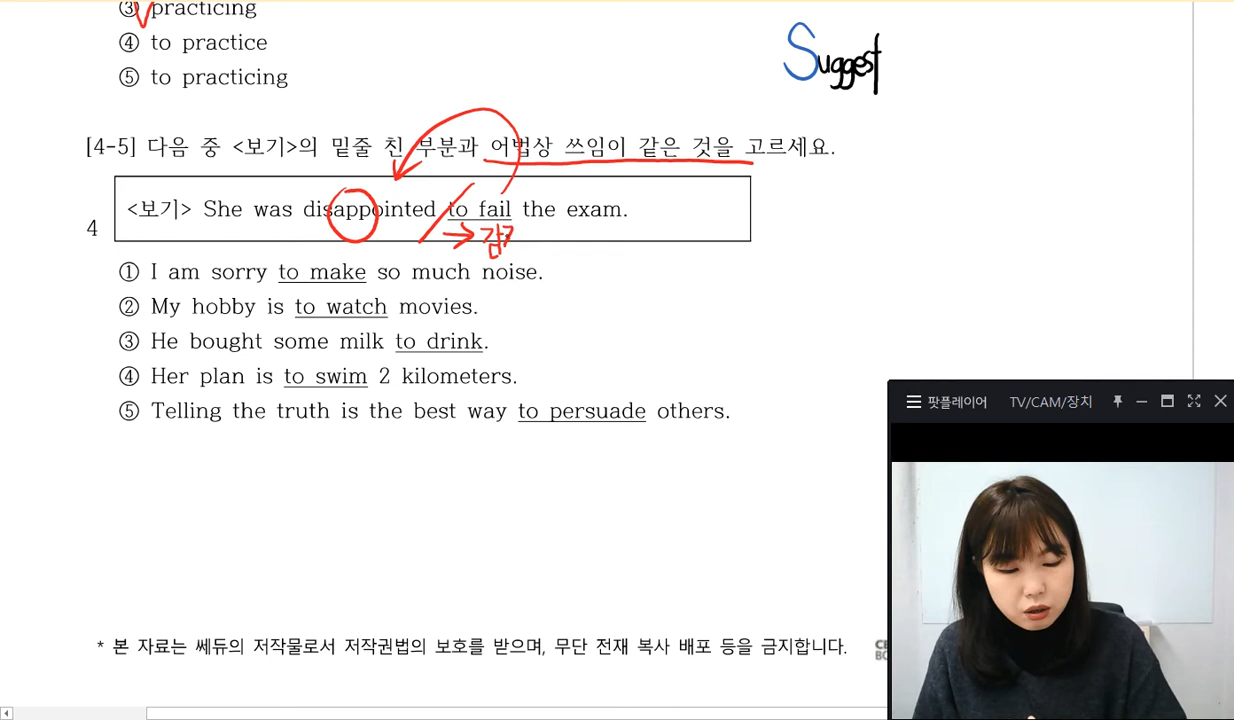 ③ practicing
④ to practice
⑤ to practicing
Suggest
[4-5] 다음 중 <보기>의 밑줄 친 부분과 어법상 쓰임이 같은 것을 고르세요.
4
<보기> She was disappointed to fail the exam.
① I am sorry to make so much noise.
② My hobby is to watch movies.
③ He bought some milk to drink.
④ Her plan is to swim 2 kilometers.
⑤ Telling the truth is the best way to persuade others.
팟플레이어 TV/CAM/장치
* 본 자료는 쎄듀의 저작물로서 저작권법의 보호를 받으며, 무단 전재 복사 배포 등을 금지합니다.